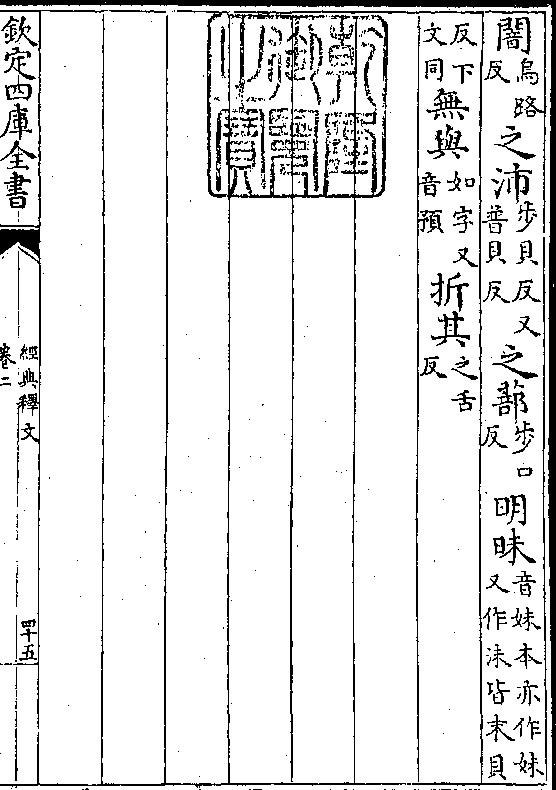 闇烏路反之沛步貝反又普貝反之蔀步口反明昧音妹本亦作妹又作沬皆末貝
反下文同無與如字又音預折其之舌反
乾隆御覽之寶
欽定四庫全書
經典釋文
卷二
四十五